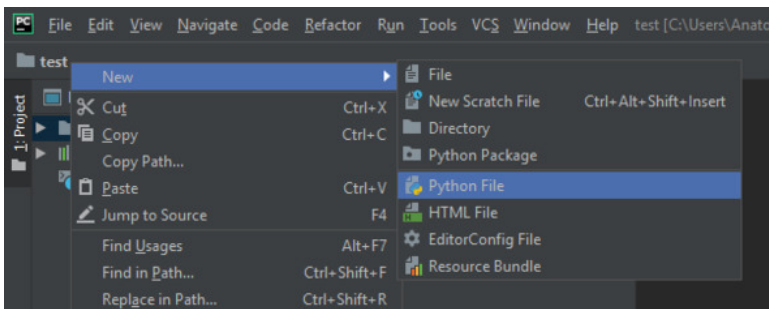 PC File Edit View Navigate Code Refactor Run Tools VCS Window Help test [C:\Users\Anato
test
1: Project
New
Cut Ctrl+X
Copy Ctrl+C
Copy Path...
Paste Ctrl+V
Jump to Source F4
Find Usages Alt+F7
Find in Path... Ctrl+Shift+F
Replace in Path... Ctrl+Shift+R
File
New Scratch File Ctrl+Alt+Shift+Insert
Directory
Python Package
Python File
HTML File
EditorConfig File
Resource Bundle